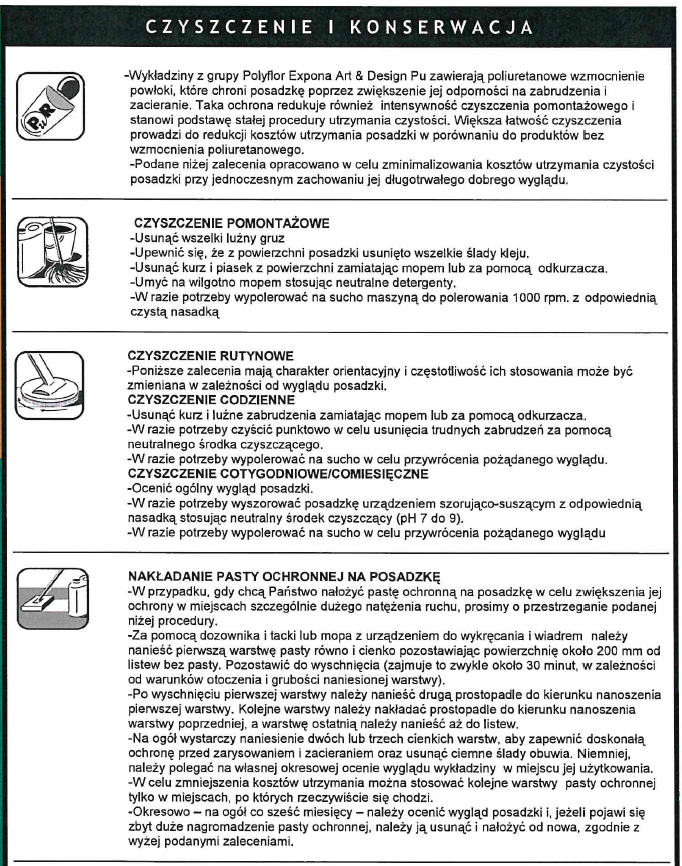 CZYSZCZENIE I KONSERWACJA
-Wykładziny z grupy Polyflor Expona Art & Design Pu zawierają poliuretanowe wzmocnienie
powłoki, które chroni posadzkę poprzez zwiększenie jej odporności na zabrudzenia i
zacieranie. Taka ochrona redukuje również intensywność czyszczenia pomontażowego i
stanowi podstawę stałej procedury utrzymania czystości. Większa łatwość czyszczenia
prowadzi do redukcji kosztów utrzymania posadzki w porównaniu do produktów bez
wzmocnienia poliuretanowego.
-Podane niżej zalecenia opracowano w celu zminimalizowania kosztów utrzymania czystości
posadzki przy jednoczesnym zachowaniu jej długotrwałego dobrego wyglądu.
CZYSZCZENIE POMONTAŻOWE
-Usunąć wszelki luźny gruz
-Upewnić się, że z powierzchni posadzki usunięto wszelkie ślady kleju.
-Usunąć kurz i piasek z powierzchni zamiatając mopem lub za pomocą odkurzacza.
-Umyć na wilgotno mopem stosując neutralne detergenty.
-W razie potrzeby wypolerować na sucho maszyną do polerowania 1000 rpm. z odpowiednią
czystą nasadką
CZYSZCZENIE RUTYNOWE
-Poniższe zalecenia mają charakter orientacyjny i częstotliwość ich stosowania może być
zmieniana w zależności od wyglądu posadzki.
CZYSZCZENIE CODZIENNE
-Usunąć kurz i luźne zabrudzenia zamiatając mopem lub za pomocą odkurzacza.
-W razie potrzeby czyścić punktowo w celu usunięcia trudnych zabrudzeń za pomocą
neutralnego środka czyszczącego.
-W razie potrzeby wypolerować na sucho w celu przywrócenia pożądanego wyglądu.
CZYSZCZENIE COTYGODNIOWE/COMIESIĘCZNE
-Ocenić ogólny wygląd posadzki.
-W razie potrzeby wyszorować posadzkę urządzeniem szorująco-suszącym z odpowiednią
nasadką stosując neutralny środek czyszczący (pH 7 do 9).
-W razie potrzeby wypolerować na sucho w celu przywrócenia pożądanego wyglądu
NAKŁADANIE PASTY OCHRONNEJ NA POSADZKĘ
-W przypadku, gdy chcą Państwo nałożyć pastę ochronną na posadzkę w celu zwiększenia jej
ochrony w miejscach szczególnie dużego natężenia ruchu, prosimy o przestrzeganie podanej
niżej procedury.
-Za pomocą dozownika i tacki lub mopa z urządzeniem do wykręcania i wiadrem należy
nanieść pierwszą warstwę pasty równo i cienko pozostawiając powierzchnię około 200 mm od
listew bez pasty. Pozostawić do wyschnięcia (zajmuje to zwykle około 30 minut, w zależności
od warunków otoczenia i grubości naniesionej warstwy).
-Po wyschnięciu pierwszej warstwy należy nanieść drugą prostopadle do kierunku nanoszenia
pierwszej warstwy. Kolejne warstwy należy nakładać prostopadle do kierunku nanoszenia
warstwy poprzedniej, a warstwę ostatnią należy nanieść aż do listew.
-Na ogół wystarczy naniesienie dwóch lub trzech cienkich warstw, aby zapewnić doskonałą
ochronę przed zarysowaniem i zacieraniem oraz usunąć ciemne ślady obuwia. Niemniej,
należy polegać na własnej okresowej ocenie wyglądu wykładziny w miejscu jej użytkowania.
-W celu zmniejszenia kosztów utrzymania można stosować kolejne warstwy pasty ochronnej
tylko w miejscach, po których rzeczywiście się chodzi.
-Okresowo – na ogół co sześć miesięcy – należy ocenić wygląd posadzki i, jeżeli pojawi się
zbyt duże nagromadzenie pasty ochronnej, należy ją usunąć i nałożyć od nowa, zgodnie z
wyżej podanymi zaleceniami.